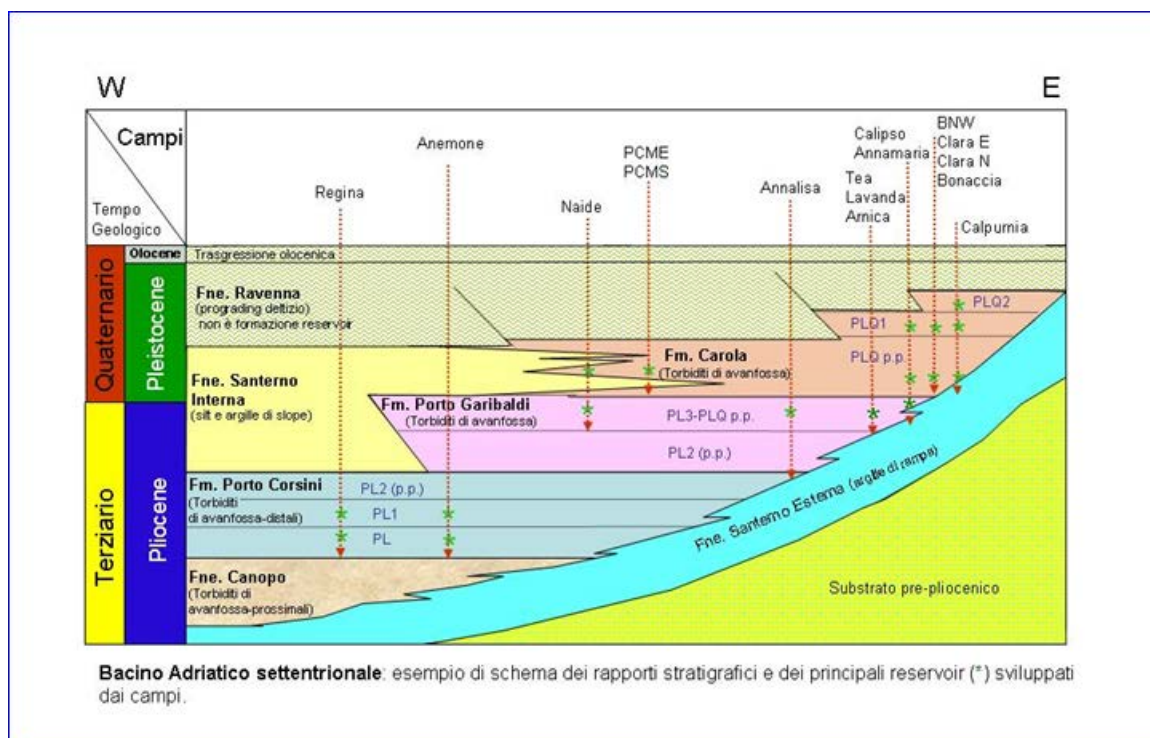 W
E
Campi
Tempo
Geologico
Regina
Anemone
Naide
PCME
PCMS
Annalisa
Calipso
Annamaria
Tea
Lavanda
Arnica
BNW
Clara E
Clara N
Bonaccia
Calpurnia
Quaternario
Terziario
Olocene
Pleistocene
Pliocene
Trasgressione olocenica
Fne. Ravenna
(prograding deltizio)
non è formazione reservoir
PLQ2
PLQ1
PLQ p.p.
Fm. Carola
(Torbiditi di avanfossa)
Fne. Santerno
Interna
(silt e argille di slope)
Fm. Porto Garibaldi
(Torbiditi di avanfossa)
PL3-PLQ p.p.
PL2 (p.p.)
Fm. Porto Corsini
(Torbiditi
di avanfossa-distali)
PL2 (p.p.)
PL1
PL
Fne. Canopo
(Torbiditi di
avanfossa-prossimali)
Fne. Santerno Esterna (argille di rampa)
Substrato pre-pliocenico
Bacino Adriatico settentrionale: esempio di schema dei rapporti stratigrafici e dei principali reservoir (*) sviluppati
dai campi.